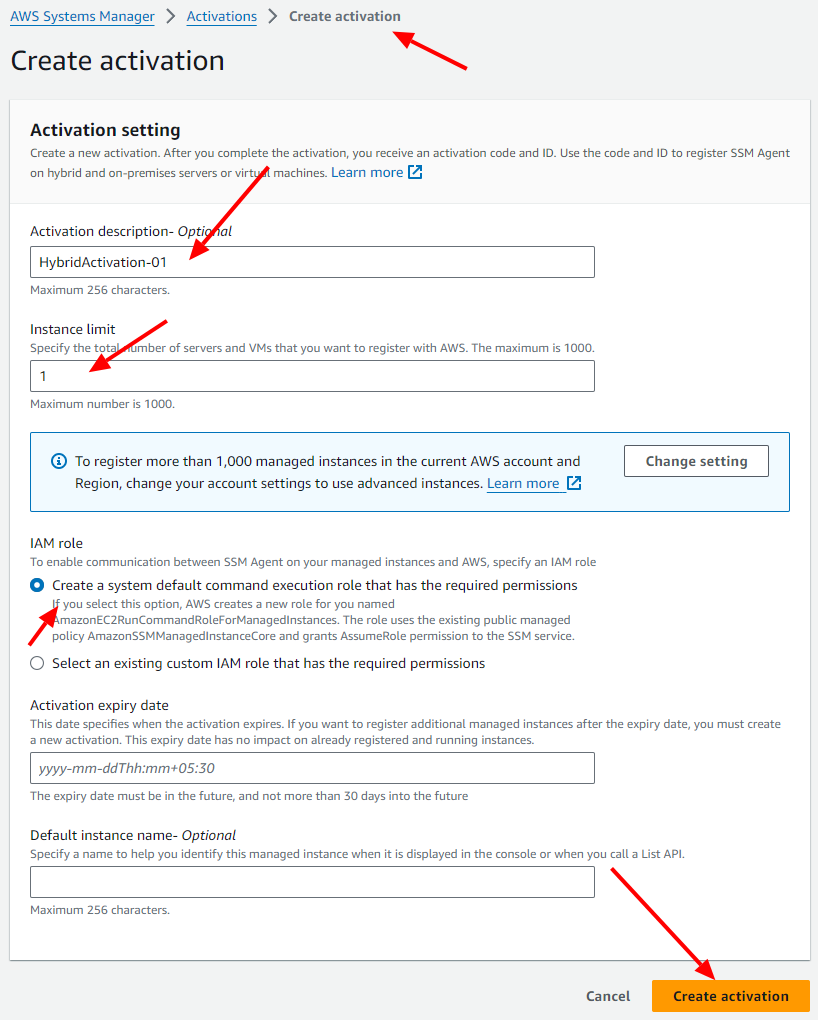 AWS Systems Manager > Activations > Create activation
Create activation
Activation setting
Create a new activation. After you complete the activation, you receive an activation code and ID. Use the code and ID to register SSM Agent
on hybrid and on-premises servers or virtual machines. Learn more
Activation description- Optional
HybridActivation-01
Maximum 256 characters.
Instance limit
Specify the total number of servers and VMs that you want to register with AWS. The maximum is 1000.
1
Maximum number is 1000.
To register more than 1,000 managed instances in the current AWS account and
Region, change your account settings to use advanced instances. Learn more
Change setting
IAM role
To enable communication between SSM Agent on your managed instances and AWS, specify an IAM role
Create a system default command execution role that has the required permissions
If you select this option, AWS creates a new role for you named
AmazonEC2RunCommandRoleForManagedInstances. The role uses the existing public managed
policy AmazonSSMManagedInstanceCore and grants AssumeRole permission to the SSM service.
Select an existing custom IAM role that has the required permissions
Activation expiry date
This date specifies when the activation expires. If you want to register additional managed instances after the expiry date, you must create
a new activation. This expiry date has no impact on already registered and running instances.
yyyy-mm-ddThh:mm+05:30
The expiry date must be in the future, and not more than 30 days into the future
Default instance name- Optional
Specify a name to help you identify this managed instance when it is displayed in the console or when you call a List API.
Maximum 256 characters.
Cancel
Create activation